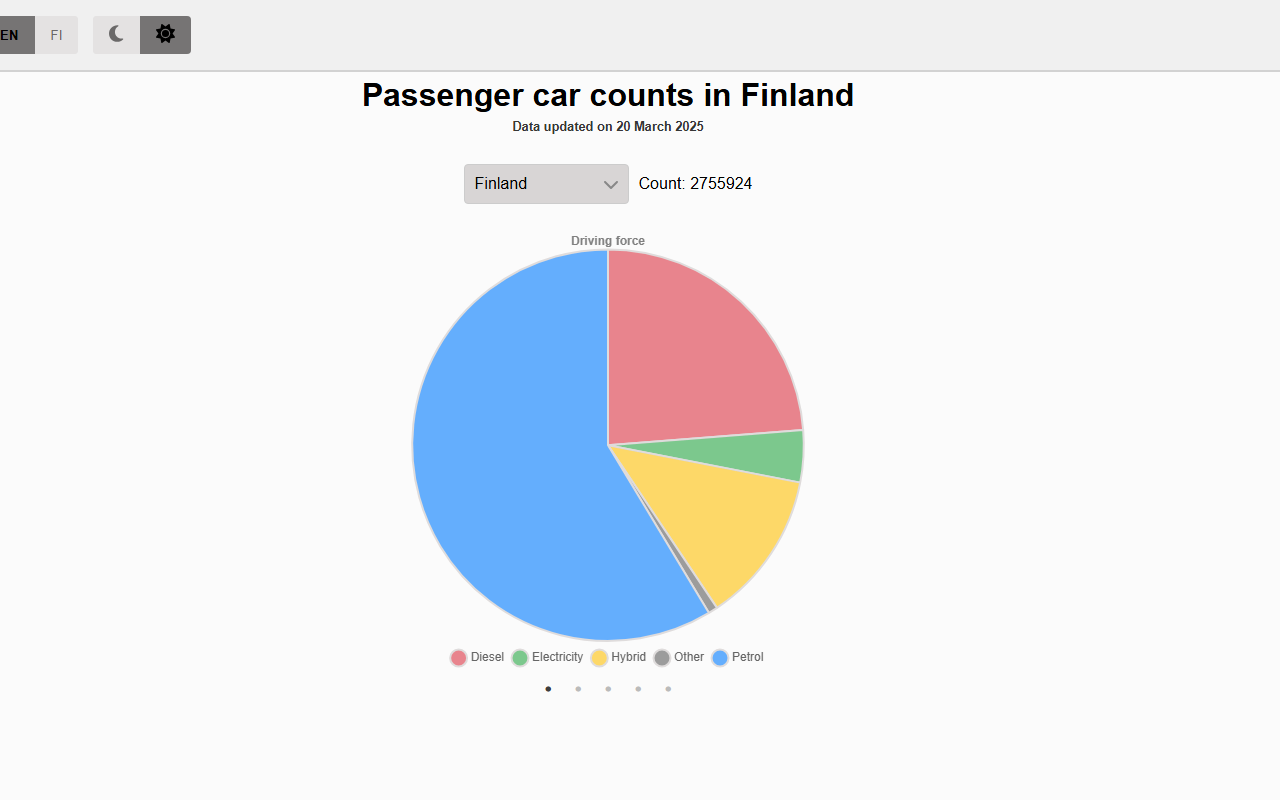 EN FI
Passenger car counts in Finland
Data updated on 20 March 2025
Finland Count: 2755924
Driving force
Diesel Electricity Hybrid Other Petrol